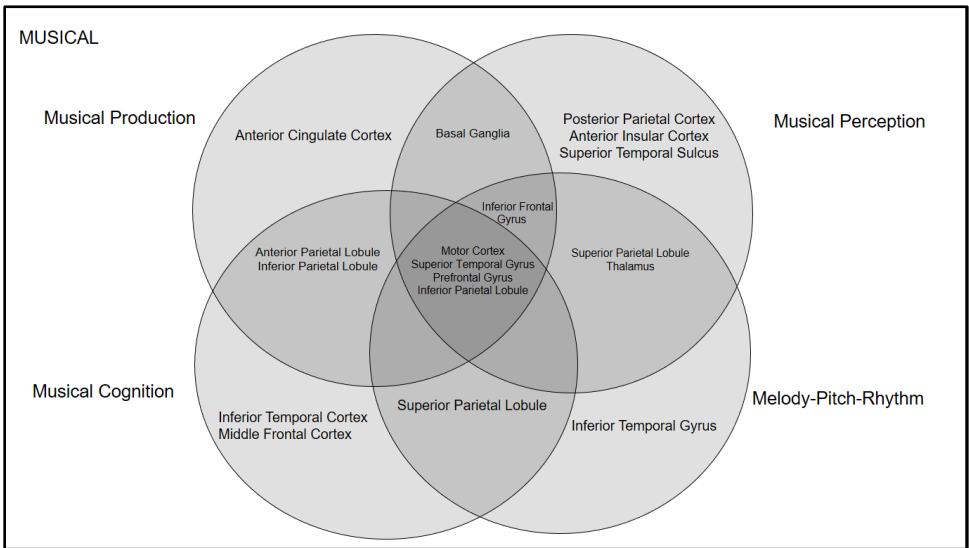 MUSICAL
Musical Production
Musical Perception
Anterior Cingulate Cortex
Basal Ganglia
Posterior Parietal Cortex
Anterior Insular Cortex
Superior Temporal Sulcus
Inferior Frontal
Gyrus
Anterior Parietal Lobule
Inferior Parietal Lobule
Motor Cortex
Superior Temporal Gyrus
Prefrontal Gyrus
Inferior Parietal Lobule
Superior Parietal Lobule
Thalamus
Musical Cognition
Melody-Pitch-Rhythm
Inferior Temporal Cortex
Middle Frontal Cortex
Superior Parietal Lobule
Inferior Temporal Gyrus